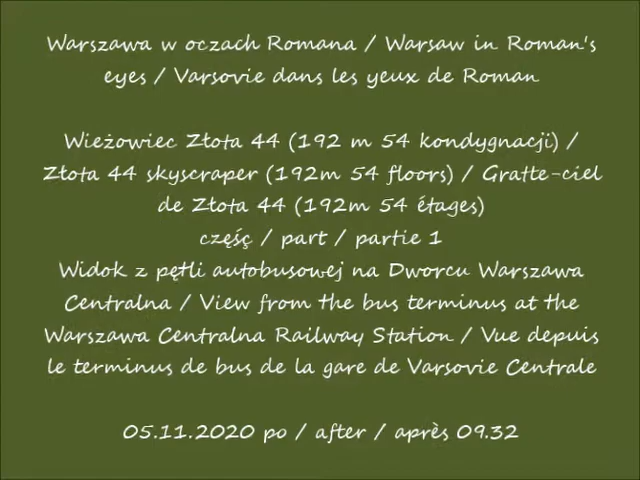 Warszawa w oczach Romana / Warsaw in Roman's
eyes / Varsovie dans les yeux de Roman
Wieżowiec Złota 44 (192 m 54 kondygnacji) /
Złota 44 skyscraper (192m 54 floors) / Gratte-ciel
de Złota 44 (192m 54 étages)
częśç / part / partie 1
Widok z pętli autobusowej na Dworcu Warszawa
Centralna / View from the bus terminus at the
Warszawa Centralna Railway Station / Vue depuis
le terminus de bus de la gare de Varsovie Centrale
05.11.2020 po / after / après 09.32